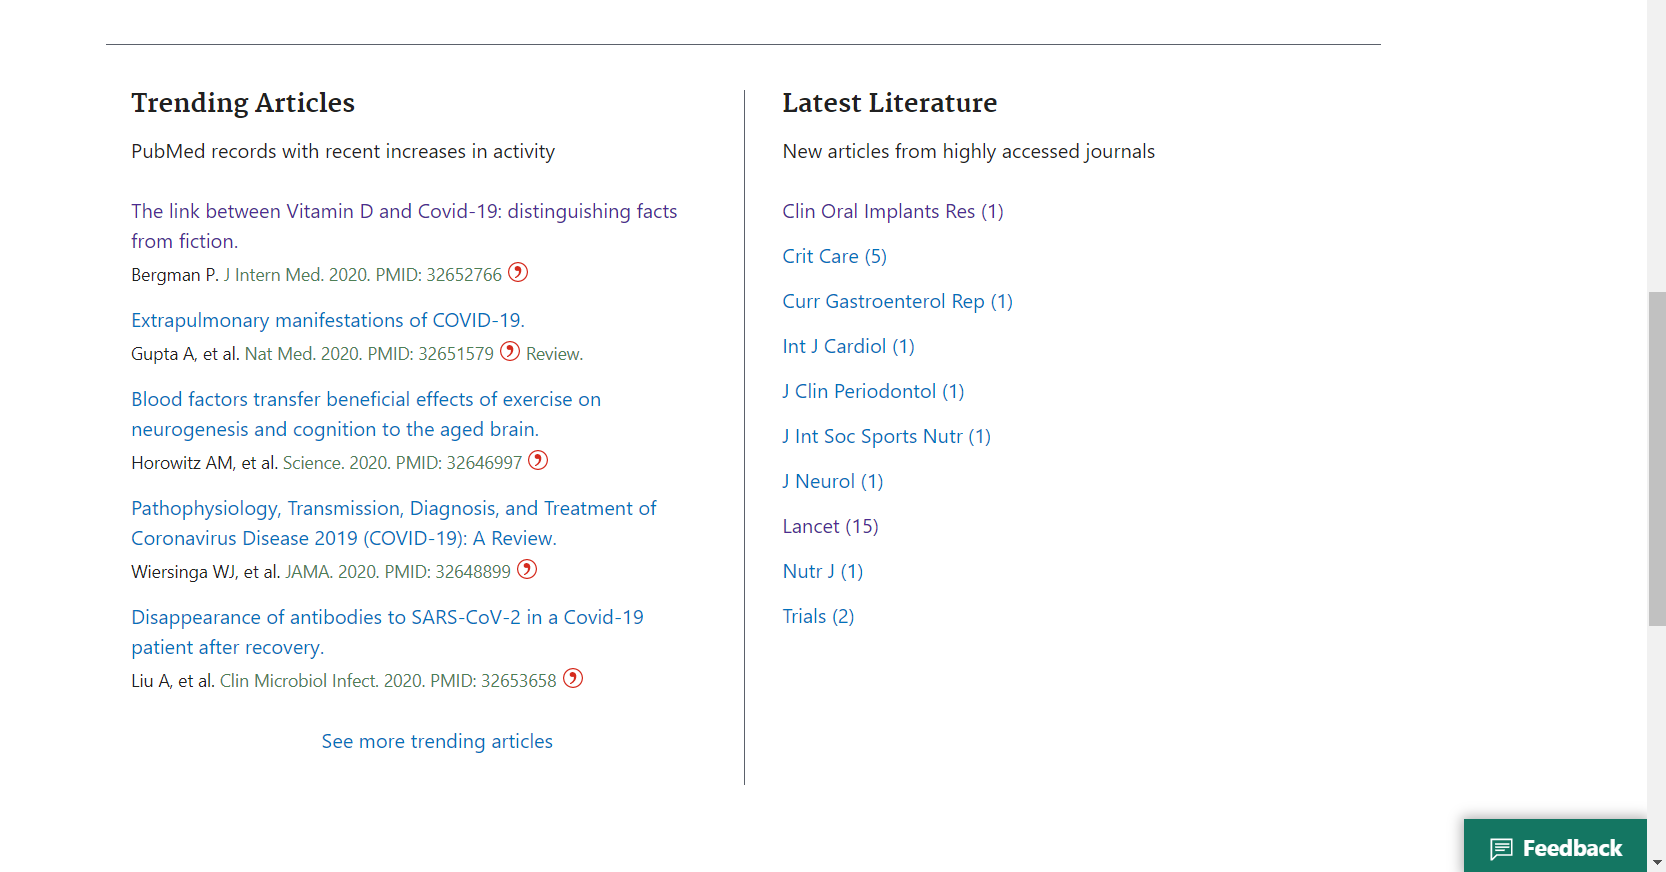 Trending Articles
PubMed records with recent increases in activity
The link between Vitamin D and Covid-19: distinguishing facts
from fiction.
Bergman P. J Intern Med. 2020. PMID: 32652766
Extrapulmonary manifestations of COVID-19.
Gupta A, et al. Nat Med. 2020. PMID: 32651579 Review.
Blood factors transfer beneficial effects of exercise on
neurogenesis and cognition to the aged brain.
Horowitz AM, et al. Science. 2020. PMID: 32646997
Pathophysiology, Transmission, Diagnosis, and Treatment of
Coronavirus Disease 2019 (COVID-19): A Review.
Wiersinga WJ, et al. JAMA. 2020. PMID: 32648899
Disappearance of antibodies to SARS-CoV-2 in a Covid-19
patient after recovery.
Liu A, et al. Clin Microbiol Infect. 2020. PMID: 32653658
See more trending articles
Latest Literature
New articles from highly accessed journals
Clin Oral Implants Res (1)
Crit Care (5)
Curr Gastroenterol Rep (1)
Int J Cardiol (1)
J Clin Periodontol (1)
J Int Soc Sports Nutr (1)
J Neurol (1)
Lancet (15)
Nutr J (1)
Trials (2)
Feedback